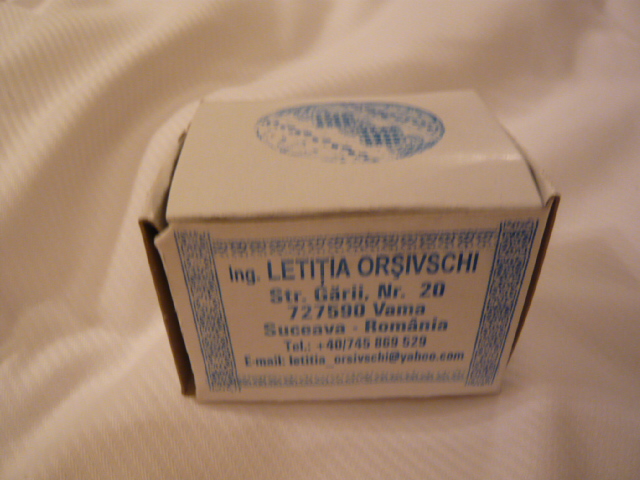 Ing. LETIȚIA ORȘIVSCHI
Str. Gării, Nr. 20
727590 Vama
Suceava - România
Tel.: +40/745 869 529
E-mail: letitia_orsivschi@yahoo.com